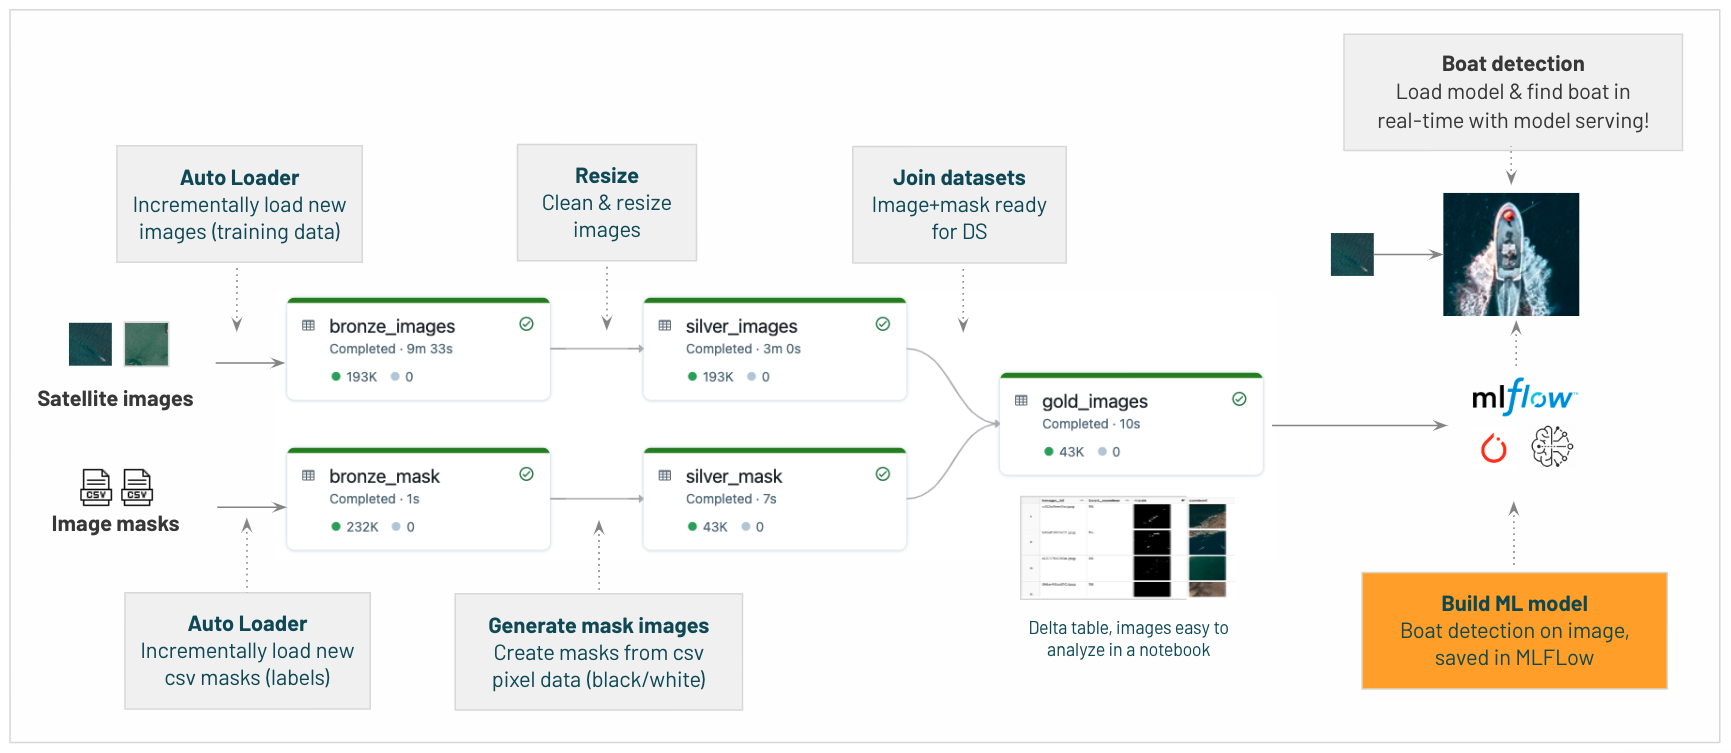 Boat detection
Load model & find boat in
real-time with model serving!
Auto Loader
Incrementally load new
images (training data)
Resize
Clean & resize
images
Join datasets
Image+mask ready
for DS
Satellite images
bronze_images
Completed · 9m 33s
193K 0
silver_images
Completed · 3m 0s
193K 0
gold_images
Completed · 10s
43K 0
mlflow
CSV CSV
Image masks
bronze_mask
Completed · 1s
232K 0
silver_mask
Completed · 7s
43K 0
Delta table, images easy to
analyze in a notebook
Auto Loader
Incrementally load new
csv masks (labels)
Generate mask images
Create masks from csv
pixel data (black/white)
Build ML model
Boat detection on image,
saved in MLFLow